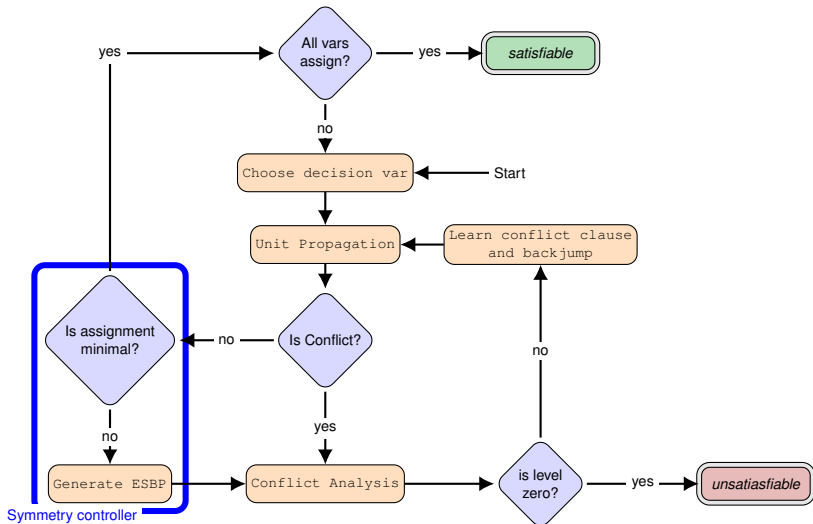 All vars
assign?
yes
yes
satisfiable
no
Choose decision var
Start
Unit Propagation
Learn conflict clause
and backjump
Is assignment
minimal?
no
Is Conflict?
no
yes
no
Generate ESBP
Conflict Analysis
is level
zero?
yes
unsatiasfiable
Symmetry controller